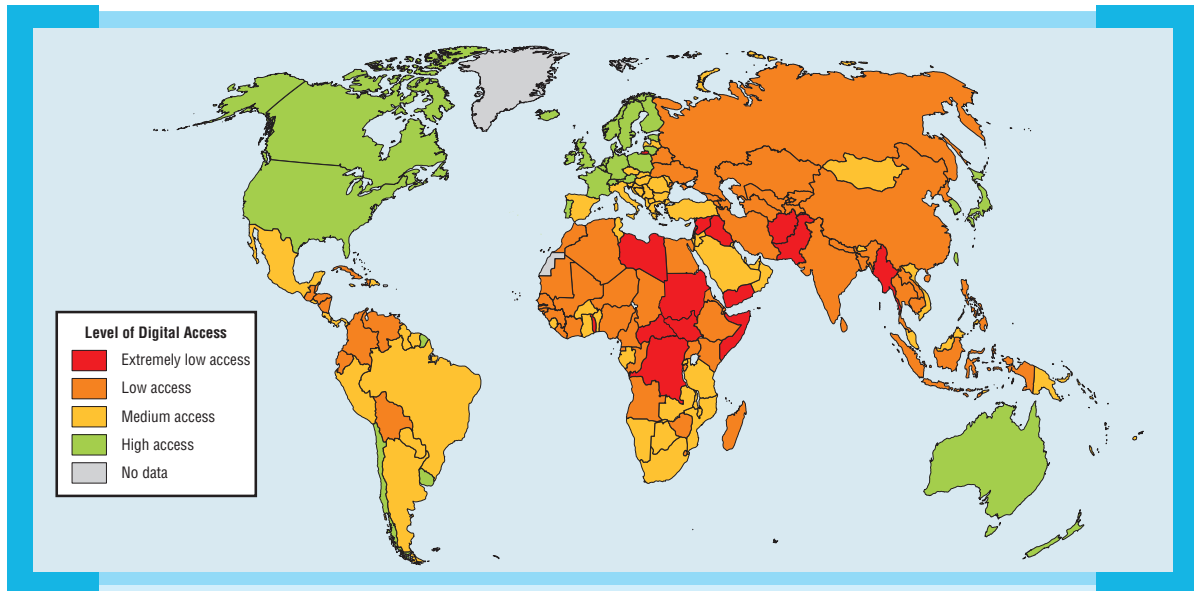 Level of Digital Access
Extremely low access
Low access
Medium access
High access
No data